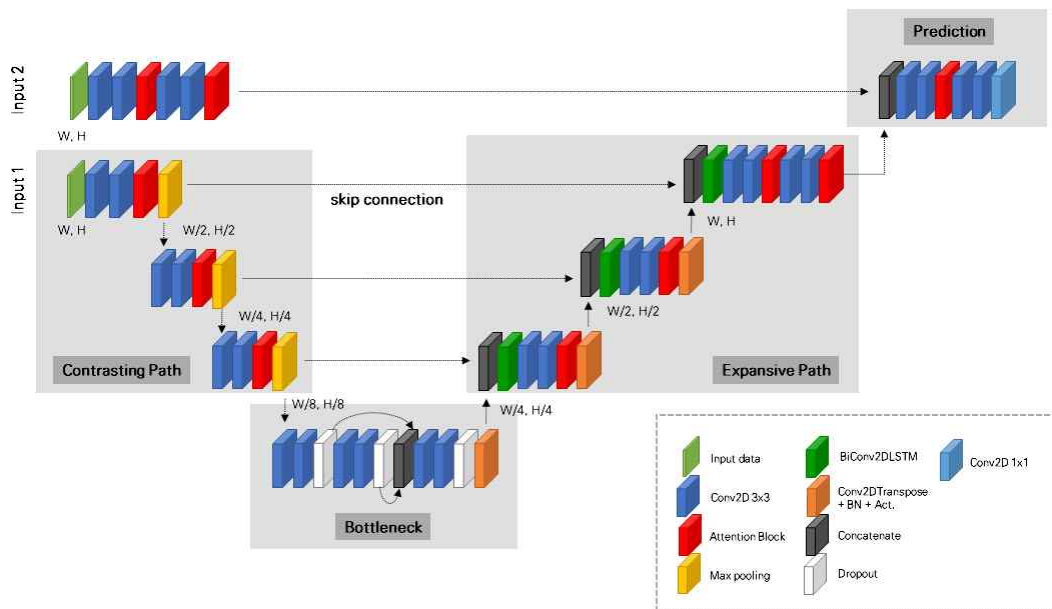 Prediction
Input 2
W, H
Input 1
skip connection
W, H
W, H
W/2, H/2
W/2, H/2
W/4, H/4
Contrasting Path
Expansive Path
W/8, H/8
W/4, H/4
Bottleneck
Input data
BiConv2DLSTM
Conv2D 1x1
Conv2D 3x3
Conv2DTranspose
+ BN + Act.
Attention Block
Concatenate
Max pooling
Dropout